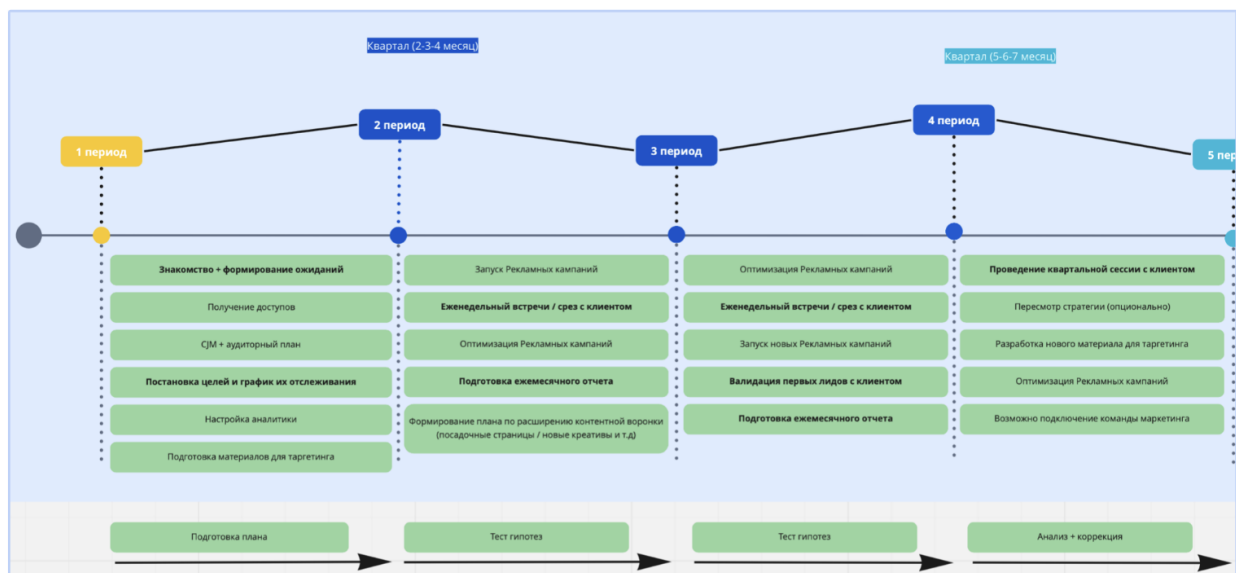 Квартал (2-3-4 месяц)
Квартал (5-6-7 месяц)
1 период
2 период
3 период
4 период
5 пер
Знакомство + формирование ожиданий
Получение доступов
CJM + аудиторный план
Постановка целей и график их отслеживания
Настройка аналитики
Подготовка материалов для таргетинга
Запуск Рекламных кампаний
Еженедельный встречи / срез с клиентом
Оптимизация Рекламных кампаний
Подготовка ежемесячного отчета
Формирование плана по расширению контентной воронки
(посадочные страницы / новые креативы и т.д)
Оптимизация Рекламных кампаний
Еженедельный встречи / срез с клиентом
Запуск новых Рекламных кампаний
Валидация первых лидов с клиентом
Подготовка ежемесячного отчета
Проведение квартальной сессии с клиентом
Пересмотр стратегии (опционально)
Разработка нового материала для таргетинга
Оптимизация Рекламных кампаний
Возможно подключение команды маркетинга
Подготовка плана
Тест гипотез
Тест гипотез
Анализ + коррекция